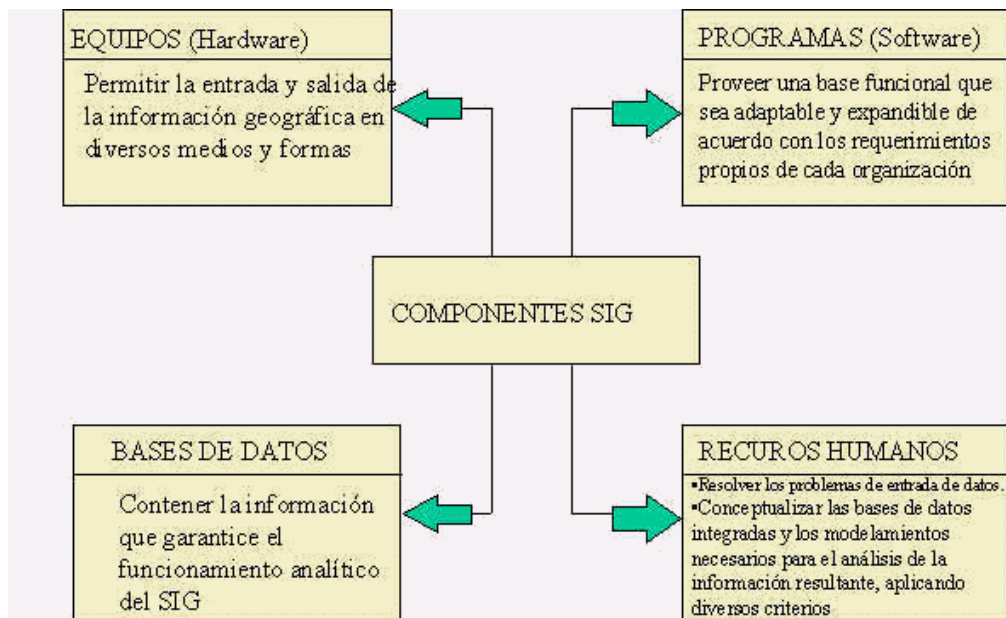 EQUIPOS (Hardware)
Permitir la entrada y salida de
la información geográfica en
diversos medios y formas
PROGRAMAS (Software)
Proveer una base funcional que
sea adaptable y expandible de
acuerdo con los requerimientos
propios de cada organización
COMPONENTES SIG
BASES DE DATOS
Contener la información
que garantice el
funcionamiento analítico
del SIG
RECUROS HUMANOS
▪Resolver los problemas de entrada de datos.
▪Conceptualizar las bases de datos
integradas y los modelamientos
necesarios para el análisis de la
información resultante, aplicando
diversos criterios